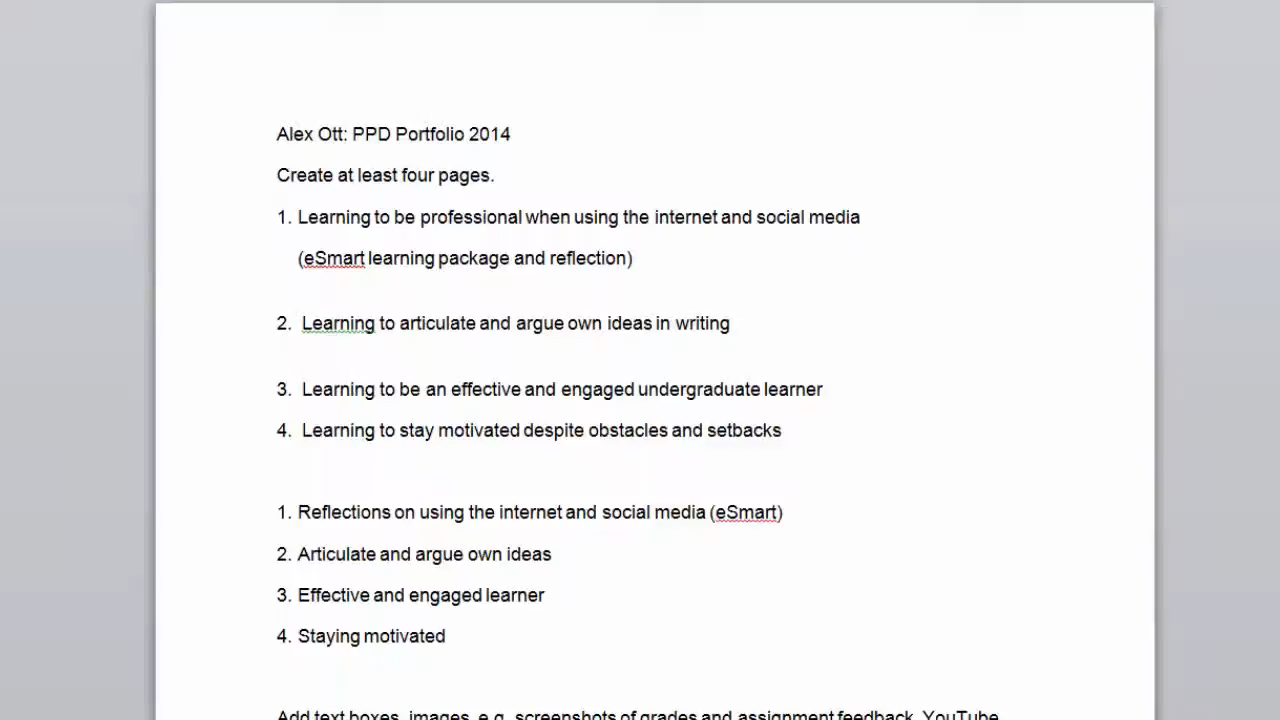 Alex Ott: PPD Portfolio 2014
Create at least four pages.
1. Learning to be professional when using the internet and social media
(eSmart learning package and reflection)
2. Learning to articulate and argue own ideas in writing
3. Learning to be an effective and engaged undergraduate learner
4. Learning to stay motivated despite obstacles and setbacks
1. Reflections on using the internet and social media (eSmart)
2. Articulate and argue own ideas
3. Effective and engaged learner
4. Staying motivated
Add text boxes, images, e.g. screenshots of grades and assignment feedback, YouTube